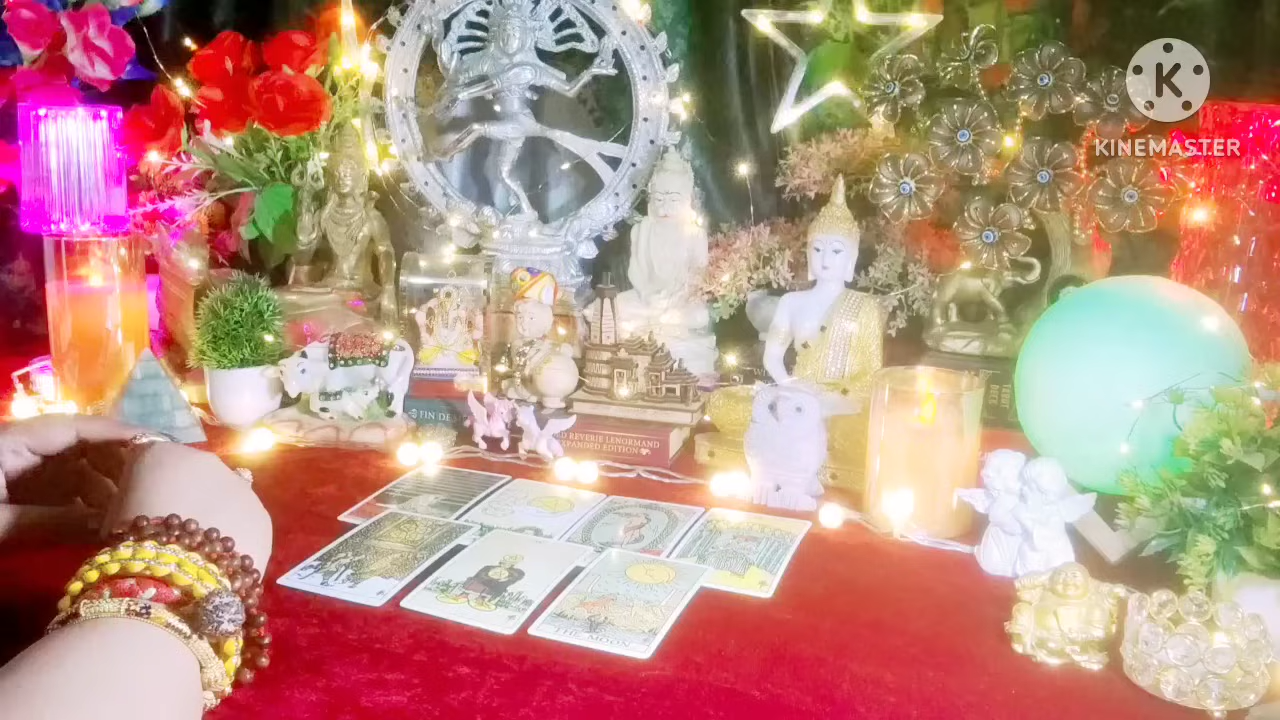 K
KINEMASTER
FIN DE
D REVERIE LENORMAND
EXPANDED EDITION
THE MOON